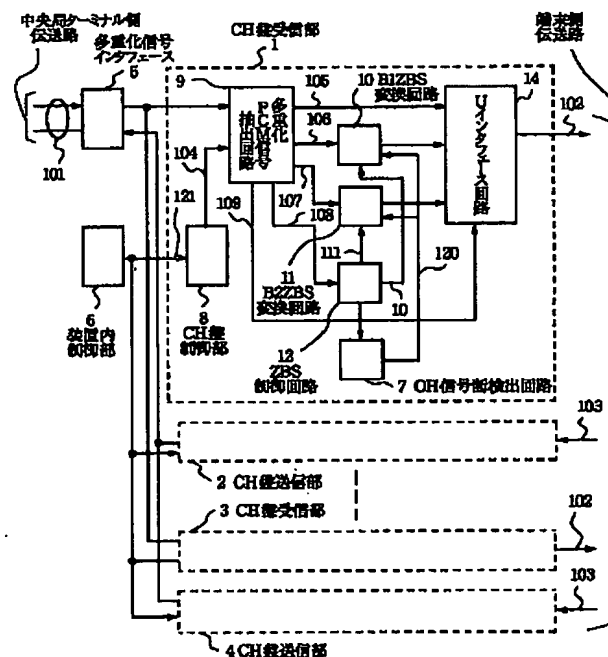 中央局ターミナル側
伝送路
多重化信号
インタフェース
5
101
CH盤受信部
1
9
多重化
PCM信号
抽出回路
104
105
106
107
108
109
10 B1ZBS
変換回路
14
Uインタフェース回路
端末側
伝送路
102
121
6
装置内
制御部
8
CH盤
制御部
11
B2ZBS
変換回路
111
10
120
12
ZBS
制御回路
7 CH信号断検出回路
103
2 CH盤送信部
3 CH盤受信部
102
103
4 CH盤送信部